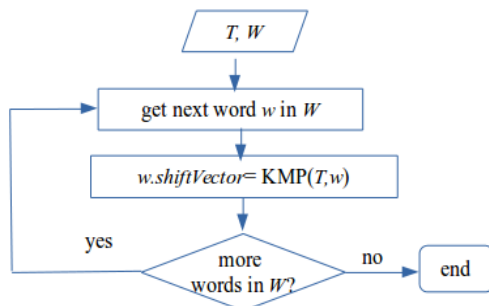 T, W
get next word w in W
w.shiftVector= KMP(T,w)
yes
more
words in W?
no
end